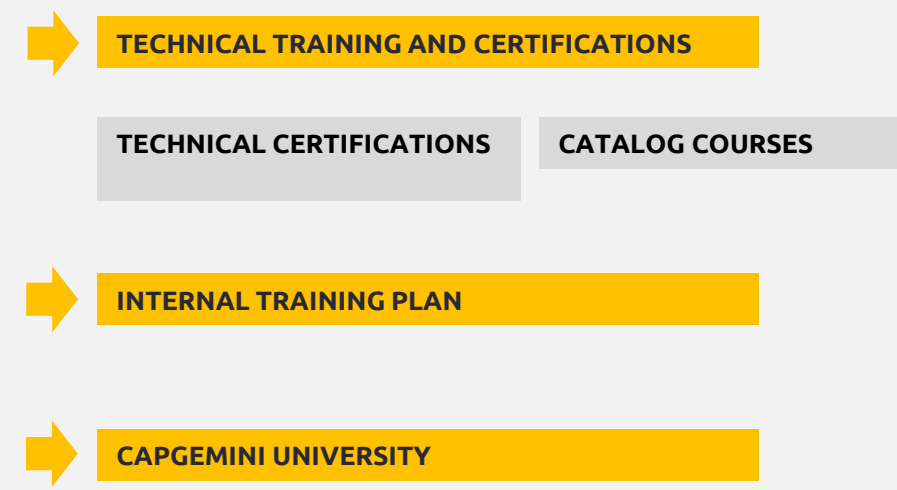 TECHNICAL TRAINING AND CERTIFICATIONS
TECHNICAL CERTIFICATIONS
CATALOG COURSES
INTERNAL TRAINING PLAN
CAPGEMINI UNIVERSITY